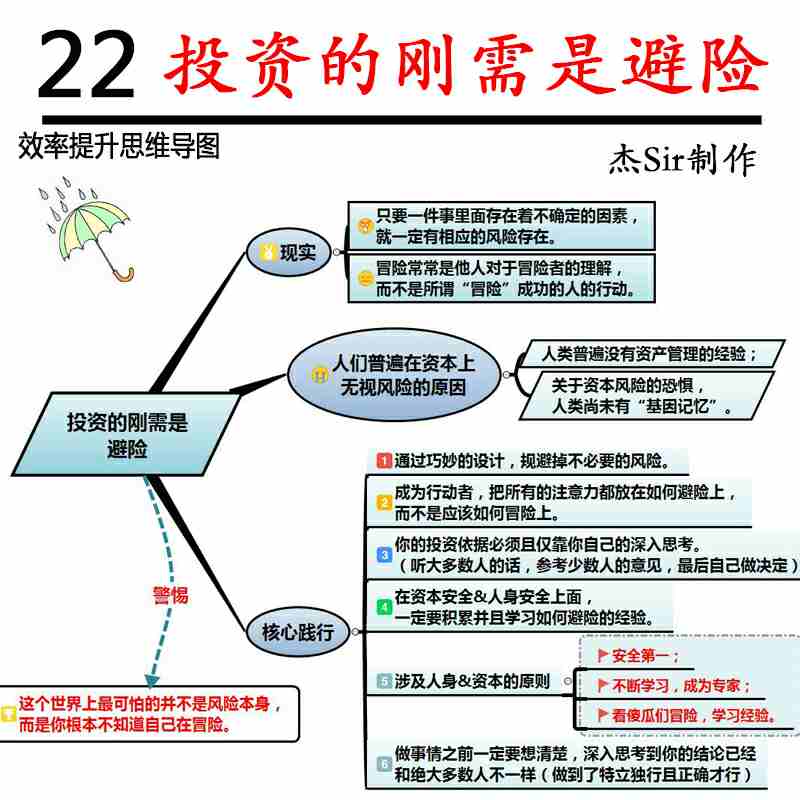 22 投资的刚需是避险
效率提升思维导图
杰Sir制作
现实
只要一件事里面存在着不确定的因素，
就一定有相应的风险存在。
冒险常常是他人对于冒险者的理解，
而不是所谓“冒险”成功的人的行动。
人们普遍在资本上
无视风险的原因
人类普遍没有资产管理的经验；
关于资本风险的恐惧，
人类尚未有“基因记忆”。
投资的刚需是
避险
警惕
这个世界上最可怕的并不是风险本身，
而是你根本不知道自己在冒险。
核心践行
1 通过巧妙的设计，规避掉不必要的风险。
2 成为行动者，把所有的注意力都放在如何避险上，
而不是应该如何冒险上。
3 你的投资依据必须且仅靠你自己的深入思考。
（听大多数人的话，参考少数人的意见，最后自己做决定）
4 在资本安全&人身安全上面，
一定要积累并且学习如何避险的经验。
5 涉及人身&资本的原则
安全第一；
不断学习，成为专家；
看傻瓜们冒险，学习经验。
6 做事情之前一定要想清楚，深入思考到你的结论已经
和绝大多数人不一样（做到了特立独行且正确才行）